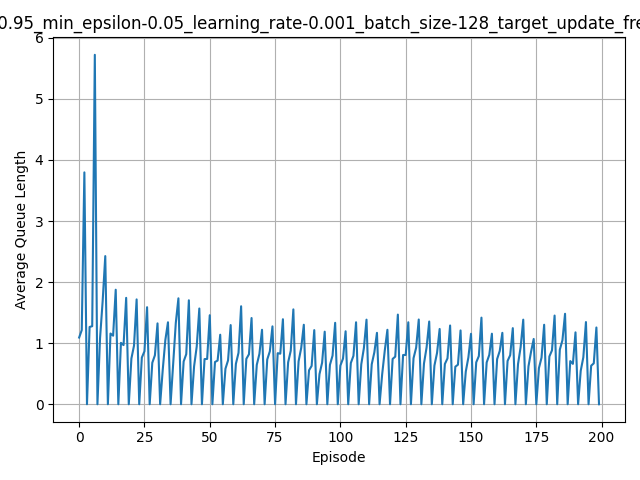 0.95_min_epsilon-0.05_learning_rate-0.001_batch_size-128_target_update_fre
6
5
4
3
2
1
0
Average Queue Length
0 25 50 75 100 125 150 175 200
Episode